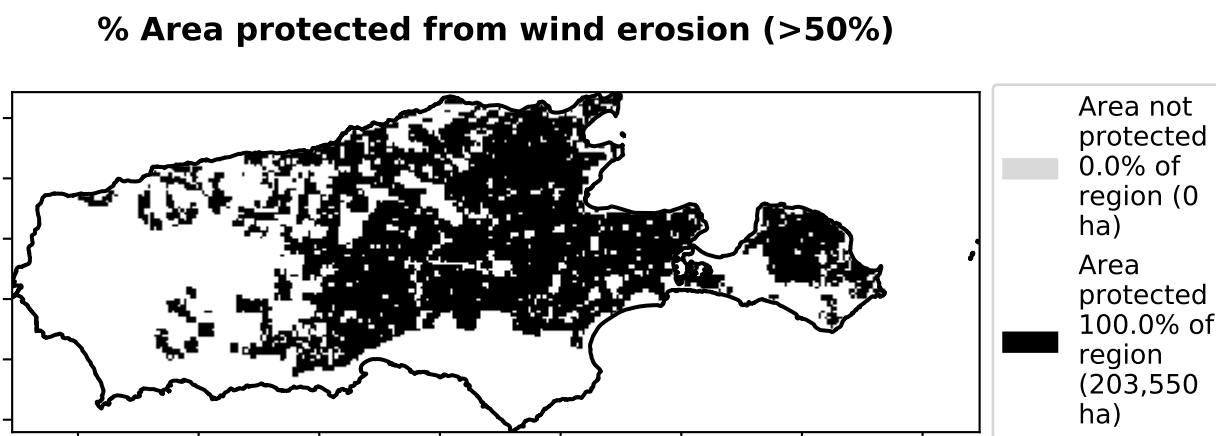 % Area protected from wind erosion (>50%)
Area not
protected
0.0% of
region (0
ha)
Area
protected
100.0% of
region
(203,550
ha)